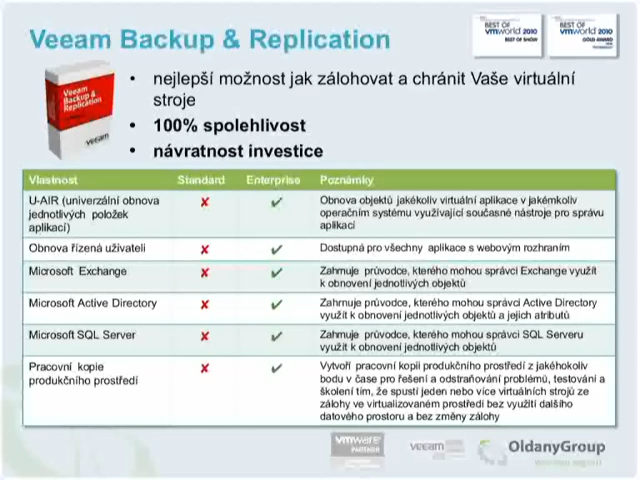 Veeam Backup & Replication
BEST OF
vmworld 2010
BEST OF SHOW
BEST OF
vmworld 2010
GOLD AWARD
Veeam
Backup &
Replication
veeam
• nejlepší možnost jak zálohovat a chránit Vaše virtuální
stroje
• 100% spolehlivost
• návratnost investice
Vlastnost Standard Enterprise Poznámky
U-AIR (univerzální obnova
jednotlivých položek
aplikací)
✘ ✔
Obnova objektů jakékoliv virtuální aplikace v jakémkoliv
operačním systému využívající současné nástroje pro správu
aplikací
Obnova řízená uživateli ✘ ✔ Dostupná pro všechny aplikace s webovým rozhraním
Microsoft Exchange ✘ ✔ Zahrnuje průvodce, kterého mohou správci Exchange využít
k obnovení jednotlivých objektů
Microsoft Active Directory ✘ ✔ Zahrnuje průvodce, kterého mohou správci Active Directory
využít k obnovení jednotlivých objektů a jejich atributů
Microsoft SQL Server ✘ ✔ Zahrnuje průvodce, kterého mohou správci SQL Serveru
využít k obnovení jednotlivých objektů
Pracovní kopie
produkčního prostředí
✘ ✔
Vytvoří pracovní kopii produkčního prostředí z jakéhokoliv
bodu v čase pro řešení a odstraňování problémů, testování a
školení tím, že spustí jeden nebo více virtuálních strojů ze
zálohy ve virtualizovaném prostředí bez využití dalšího
datového prostoru a bez změny zálohy
vmware
PARTNER
veeam
OldanyGroup